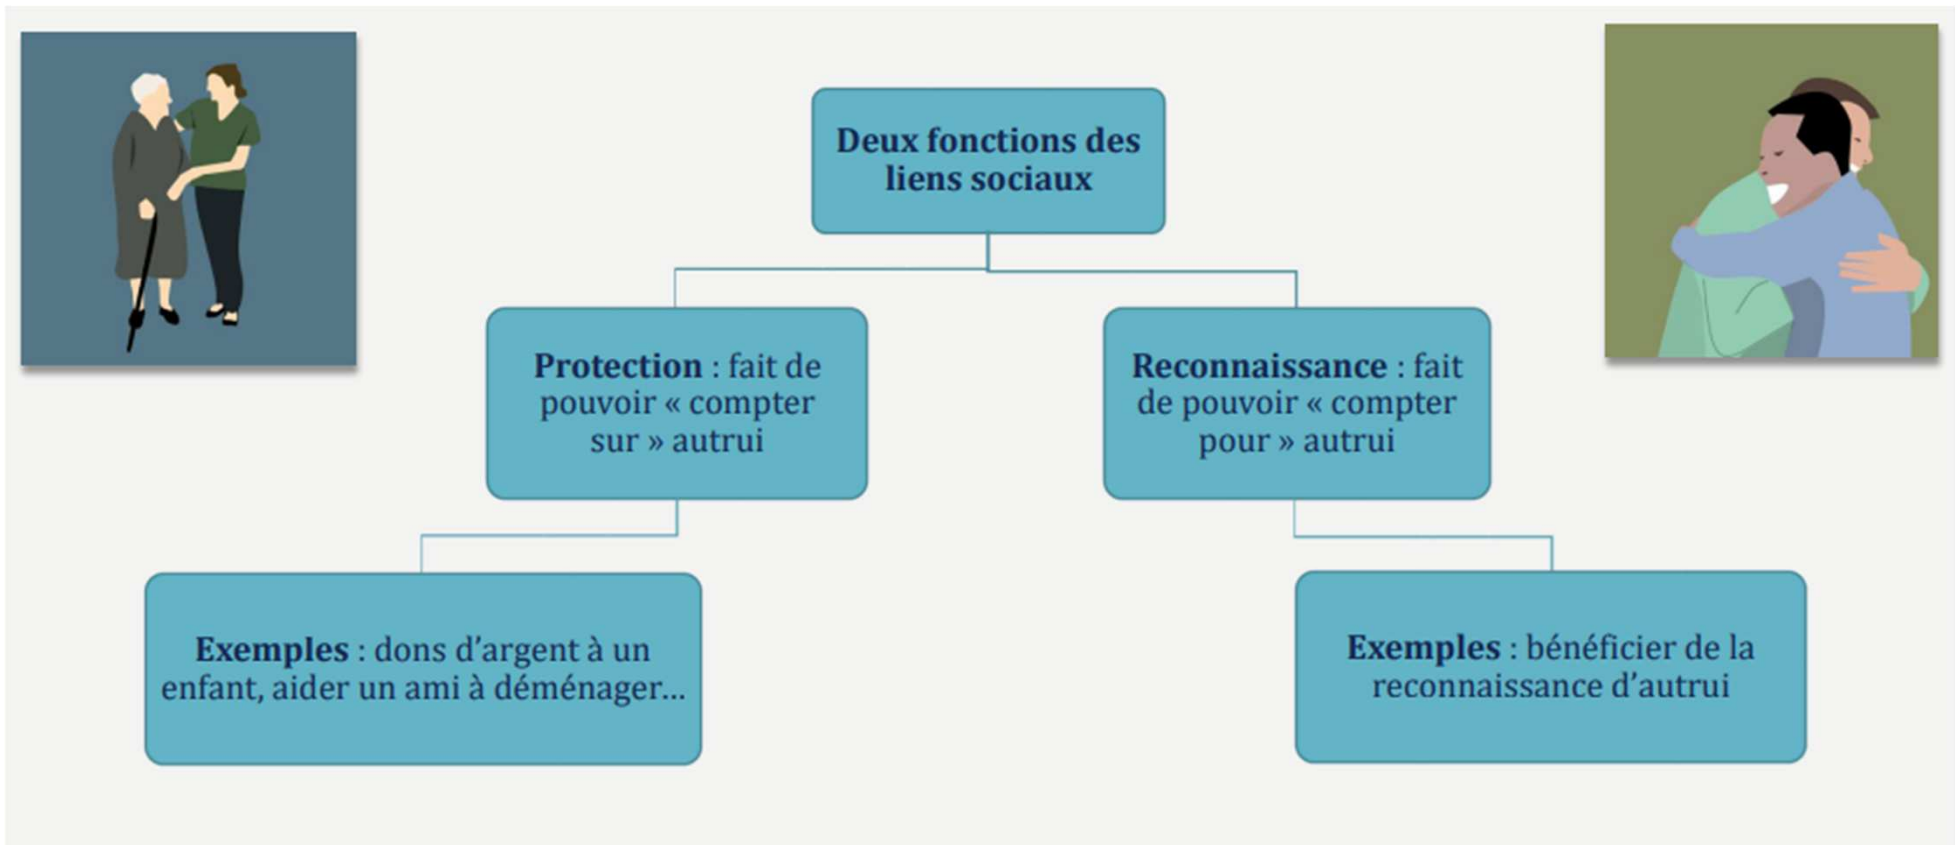 Deux fonctions des
liens sociaux
Protection : fait de
pouvoir « compter
sur » autrui
Reconnaissance : fait
de pouvoir « compter
pour » autrui
Exemples : dons d’argent à un
enfant, aider un ami à déménager...
Exemples : bénéficier de la
reconnaissance d’autrui